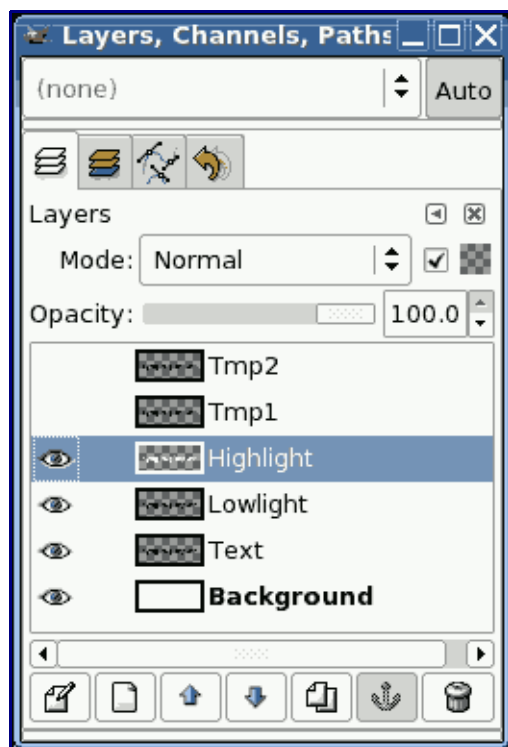 Layers, Channels, Paths
(none)
Auto
Layers
Mode: Normal
Opacity: 100.0
Tmp2
Tmp1
Highlight
Lowlight
Text
Background